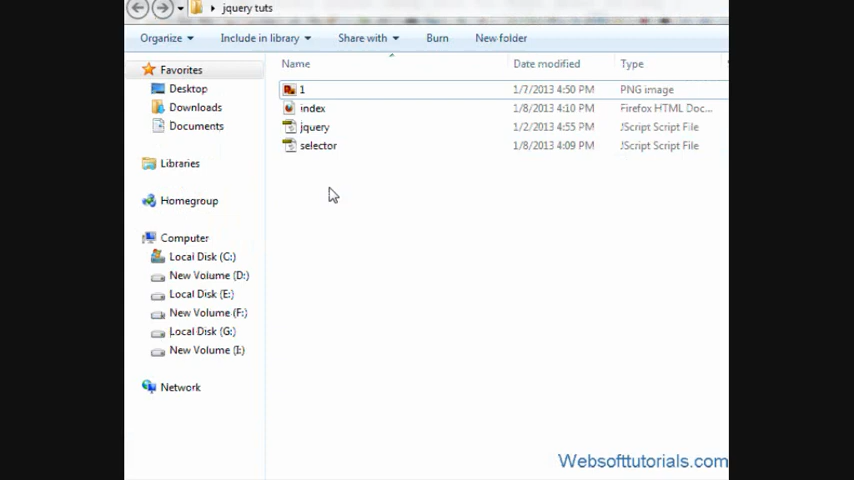 jquery tuts
Organize Include in library Share with Burn New folder
Name Date modified Type
Favorites
Desktop
Downloads
Documents
Libraries
Homegroup
Computer
Local Disk (C:)
New Volume (D:)
Local Disk (E:)
New Volume (F:)
Local Disk (G:)
New Volume (I:)
Network
1 1/7/2013 4:50 PM PNG image
index 1/8/2013 4:10 PM Firefox HTML Doc...
jquery 1/2/2013 4:55 PM JScript Script File
selector 1/8/2013 4:09 PM JScript Script File
Websofttutorials.com